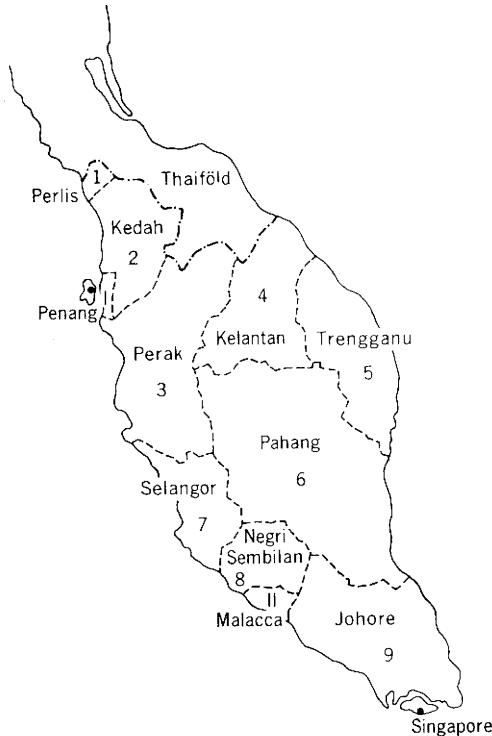 1
Perlis
Thaiföld
Kedah
2
Penang
I
4
Kelantan
Trengganu
5
Perak
3
Pahang
6
Selangor
7
Negri
Sembilan
8
II
Malacca
Johore
9
Singapore